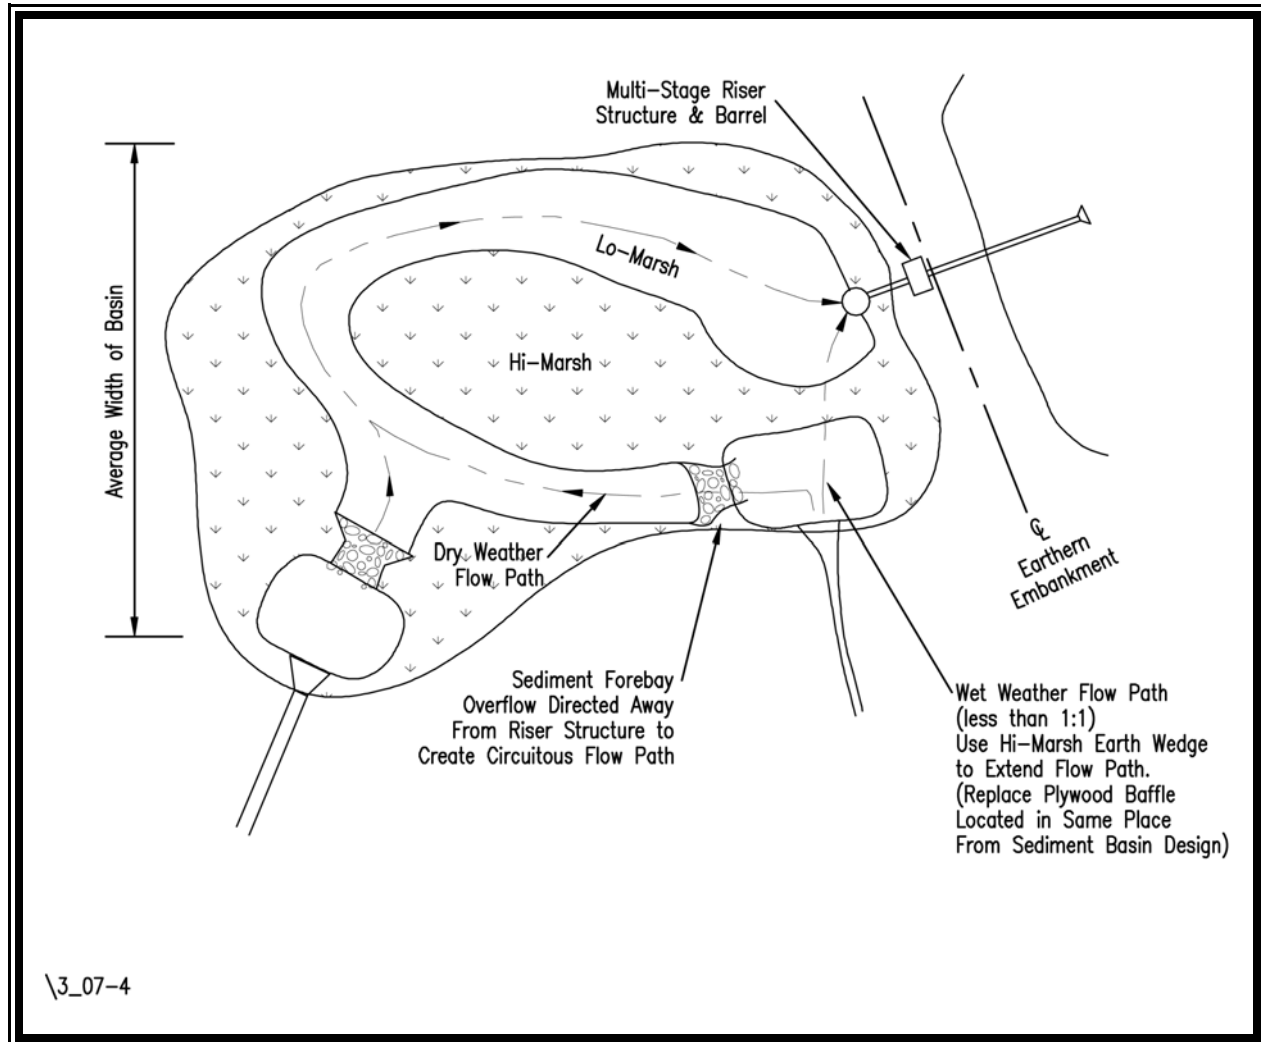 Multi-Stage Riser
Structure & Barrel
Average Width of Basin
Lo-Marsh
Hi-Marsh
Dry Weather
Flow Path
℄
Earthern
Embankment
Sediment Forebay
Overflow Directed Away
From Riser Structure to
Create Circuitous Flow Path
Wet Weather Flow Path
(less than 1:1)
Use Hi-Marsh Earth Wedge
to Extend Flow Path.
(Replace Plywood Baffle
Located in Same Place
From Sediment Basin Design)
\3_07-4